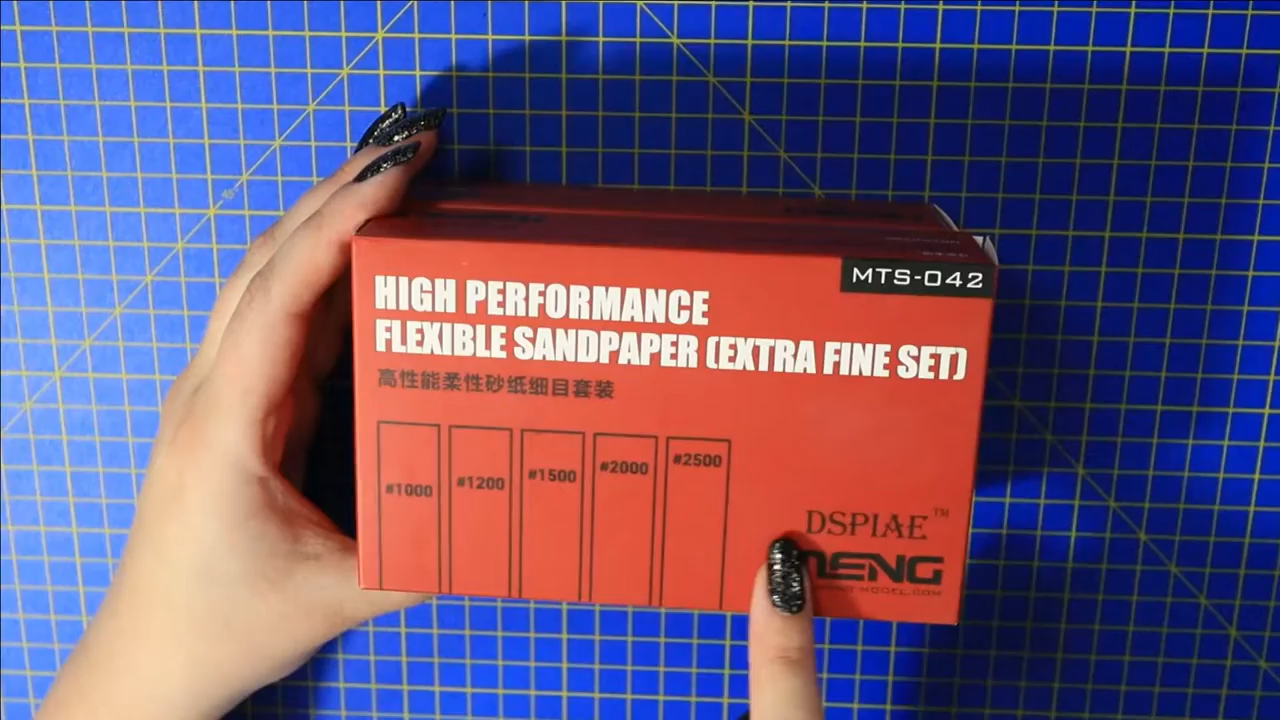 MTS-042
HIGH PERFORMANCE
FLEXIBLE SANDPAPER (EXTRA FINE SET)
高性能柔性砂纸细目套装
#1000 #1200 #1500 #2000 #2500
DSPIAE™
MENG